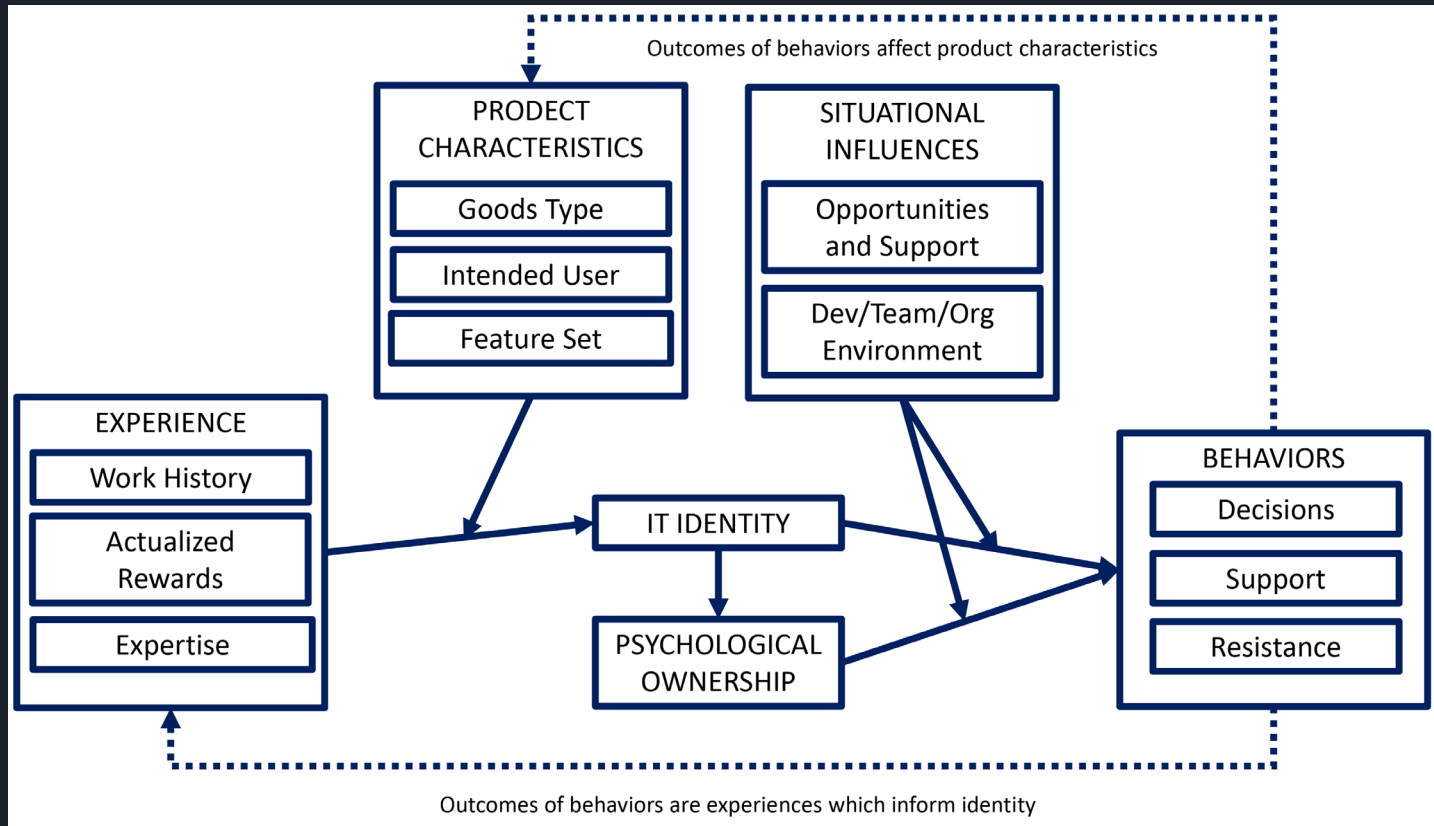 Outcomes of behaviors affect product characteristics
PRODECT
CHARACTERISTICS
Goods Type
Intended User
Feature Set
SITUATIONAL
INFLUENCES
Opportunities
and Support
Dev/Team/Org
Environment
EXPERIENCE
Work History
Actualized
Rewards
Expertise
IT IDENTITY
PSYCHOLOGICAL
OWNERSHIP
BEHAVIORS
Decisions
Support
Resistance
Outcomes of behaviors are experiences which inform identity